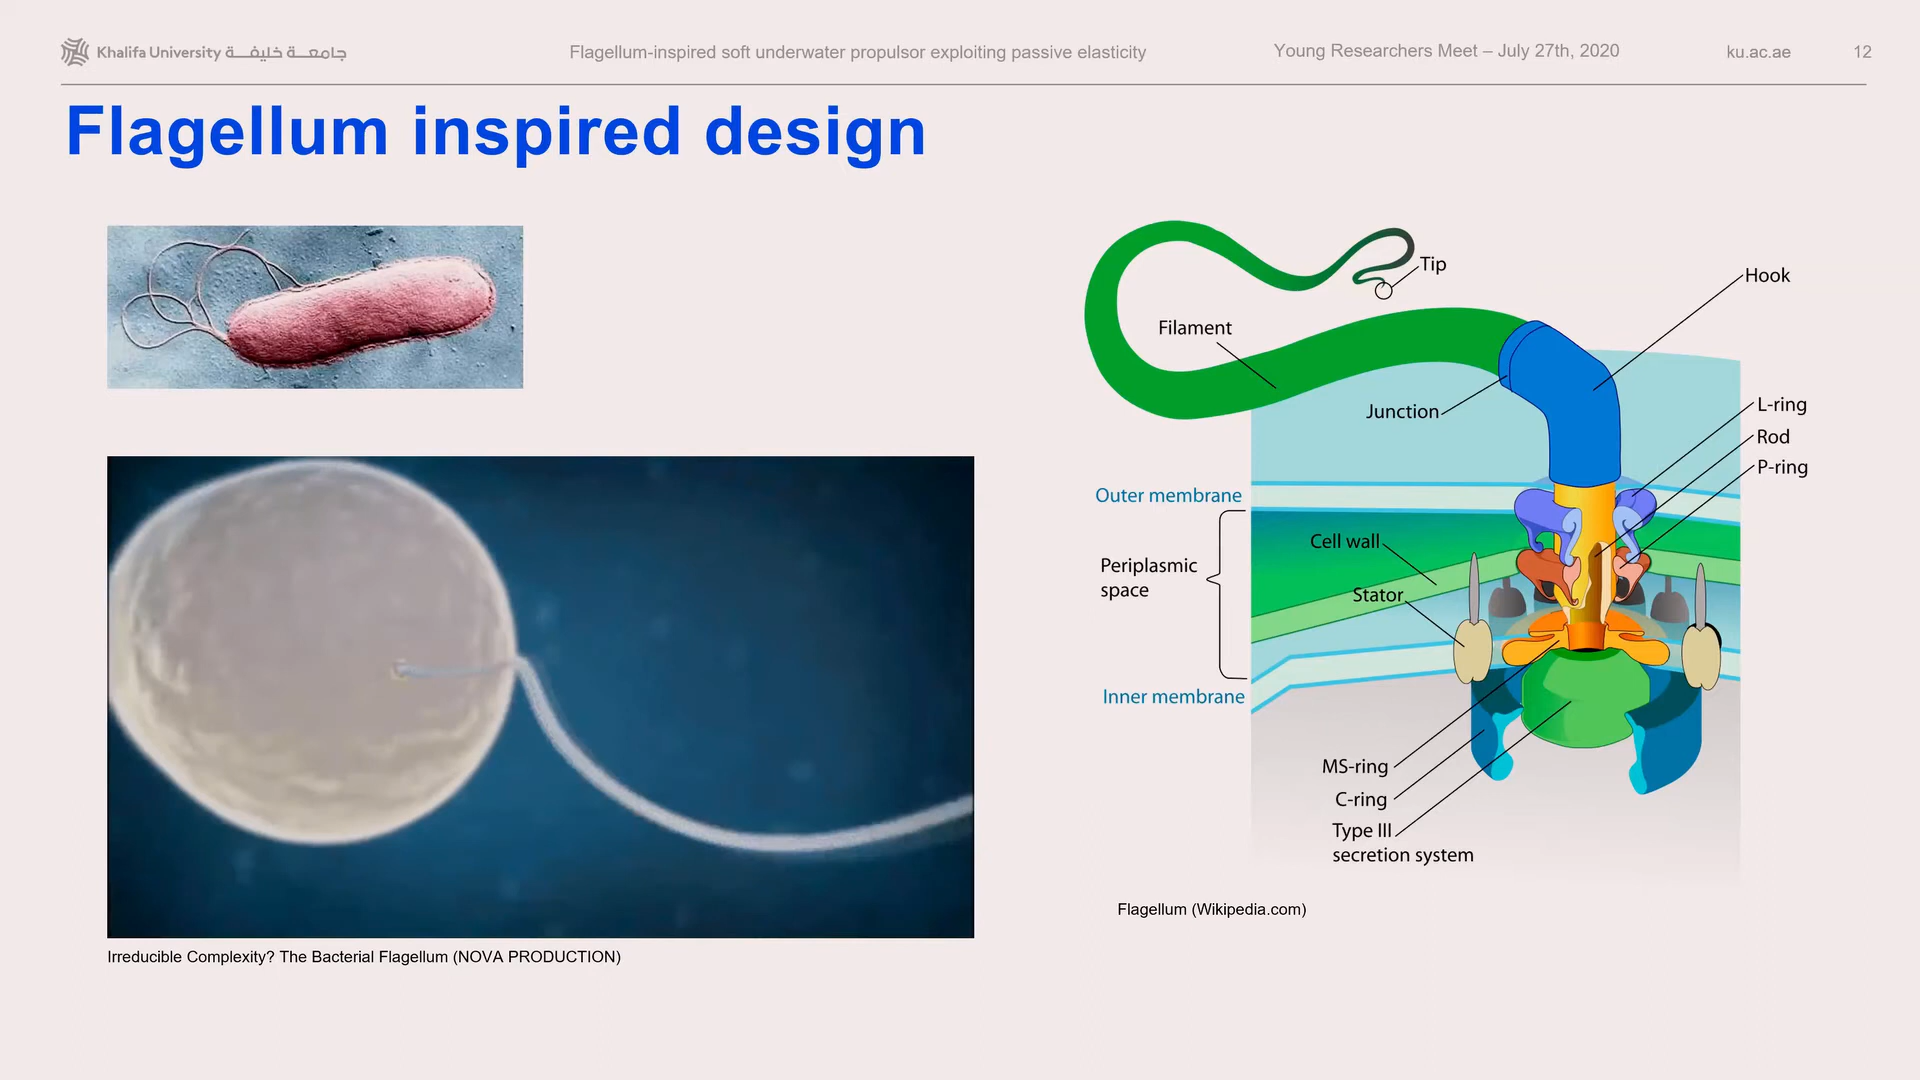 Khalifa University جامعة خليفة
Flagellum-inspired soft underwater propulsor exploiting passive elasticity
Young Researchers Meet – July 27th, 2020
ku.ac.ae
12
Flagellum inspired design
Tip
Hook
Filament
Junction
L-ring
Rod
P-ring
Outer membrane
Cell wall
Periplasmic
space
Stator
Inner membrane
MS-ring
C-ring
Type III
secretion system
Flagellum (Wikipedia.com)
Irreducible Complexity? The Bacterial Flagellum (NOVA PRODUCTION)